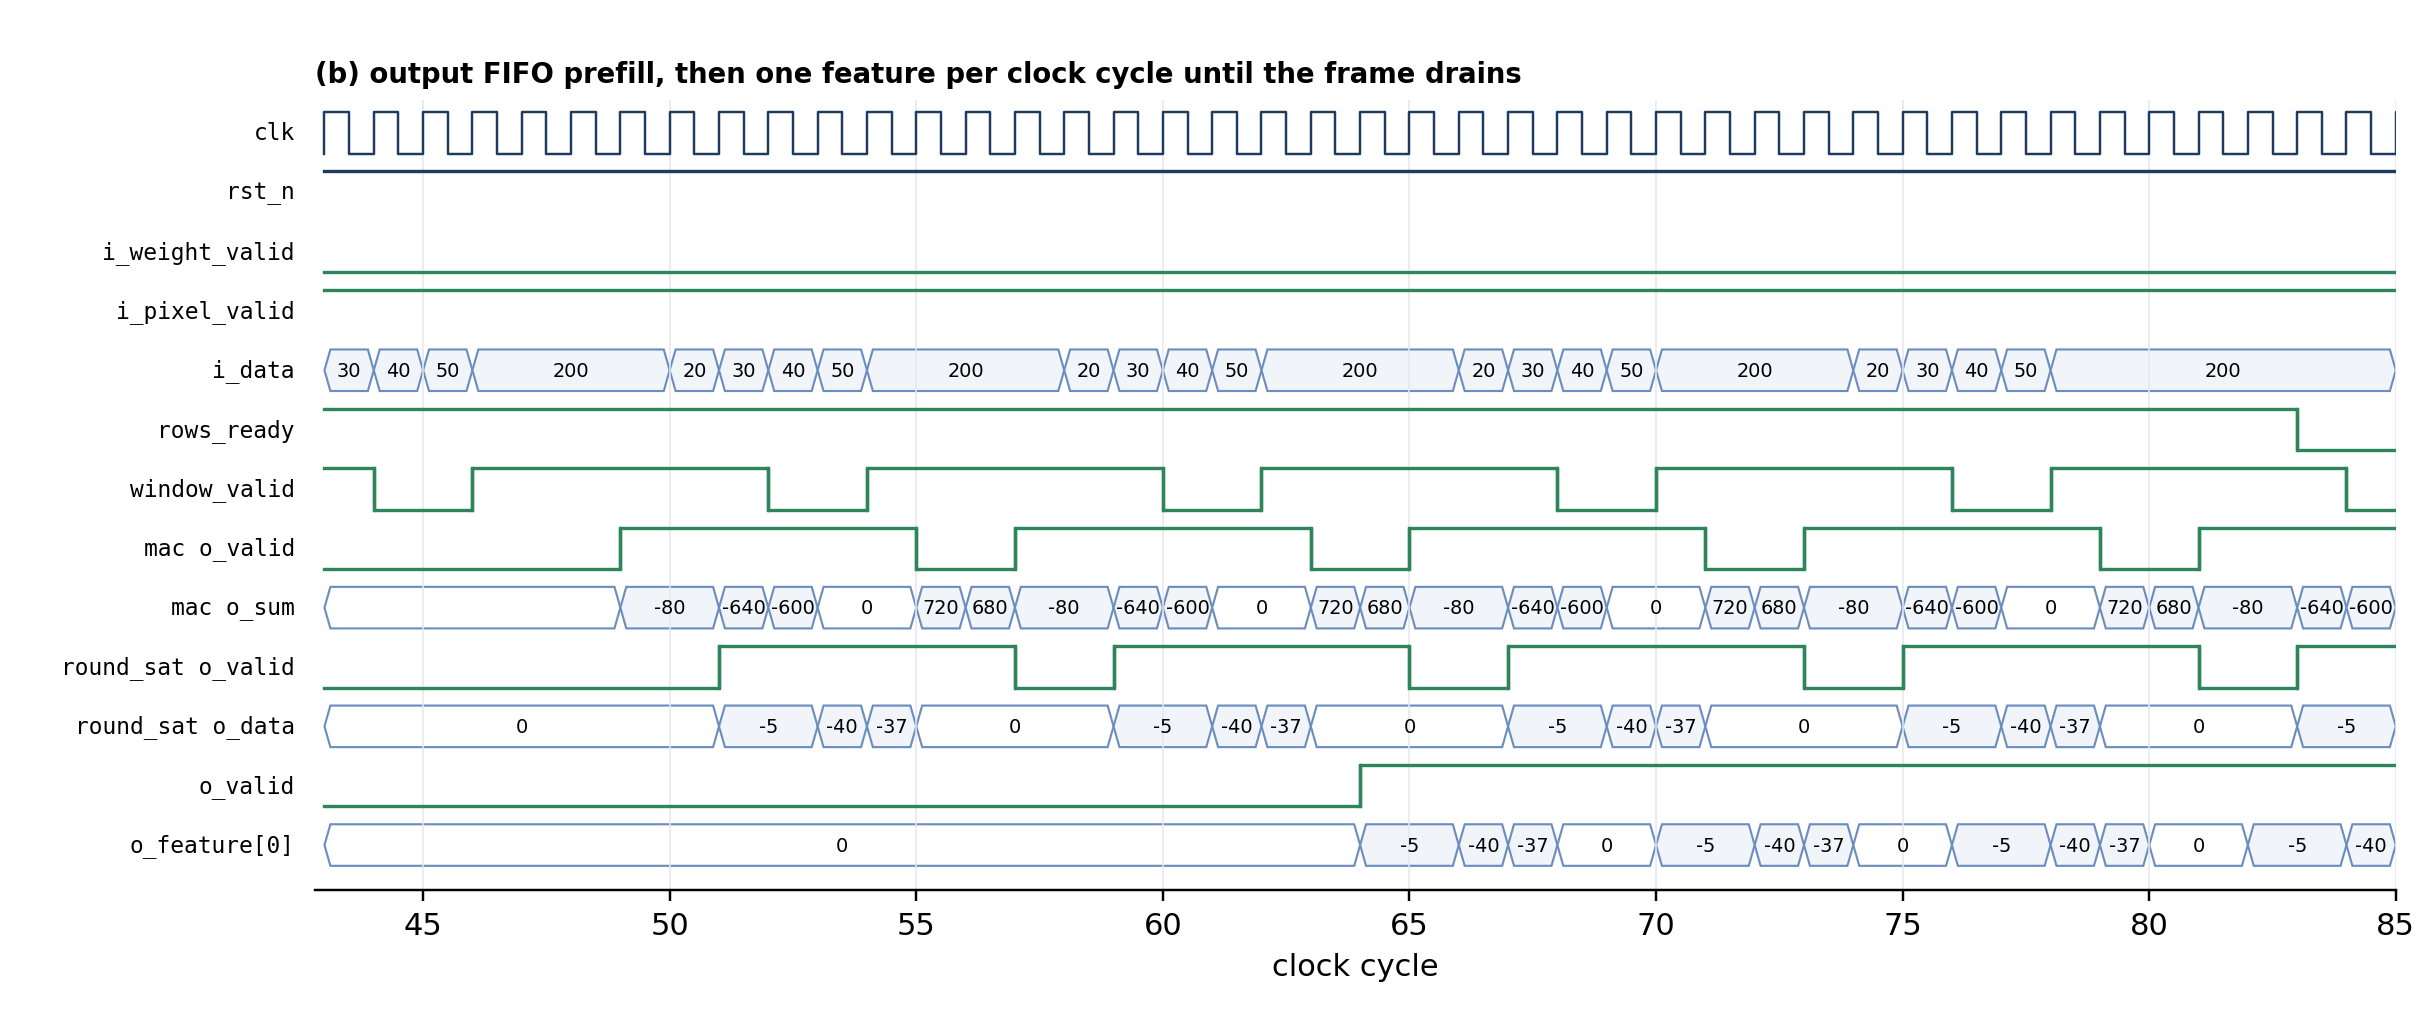 (b) output FIFO prefill, then one feature per clock cycle until the frame drains
clk
rst_n
i_weight_valid
i_pixel_valid
i_data 30 40 50 200 20 30 40 50 200 20 30 40 50 200 20 30 40 50 200 20 30 40 50 200
rows_ready
window_valid
mac o_valid
mac o_sum -80 -640 -600 0 720 680 -80 -640 -600 0 720 680 -80 -640 -600 0 720 680 -80 -640 -600 0 720 680 -80 -640 -600
round_sat o_valid
round_sat o_data 0 -5 -40 -37 0 -5 -40 -37 0 -5 -40 -37 0 -5 -40 -37 0 -5
o_valid
o_feature[0] 0 -5 -40 -37 0 -5 -40 -37 0 -5 -40 -37 0 -5 -40
45 50 55 60 65 70 75 80 85
clock cycle